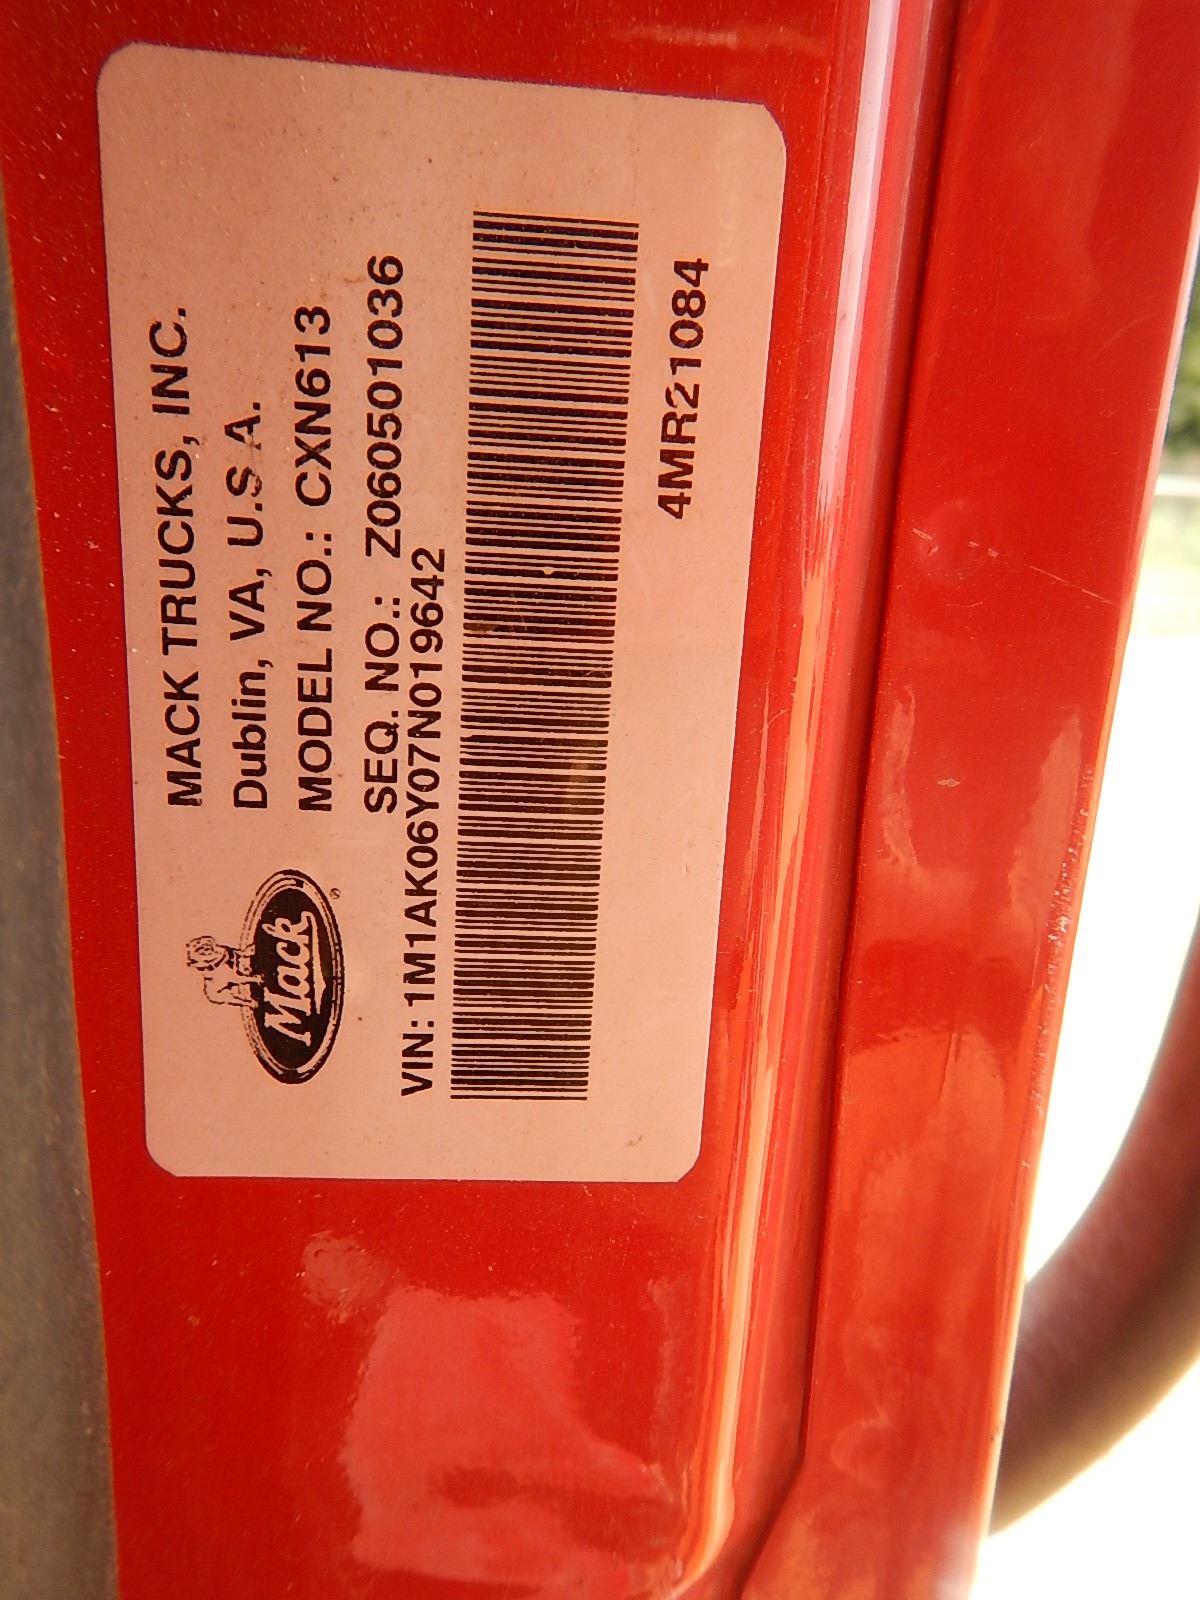 MACK TRUCKS, INC.
Dublin, VA, U.S.A.
MODEL NO.: CXN613
SEQ. NO.: Z060501036
Mack
®
VIN: 1M1AK06Y07N019642
4MR21084